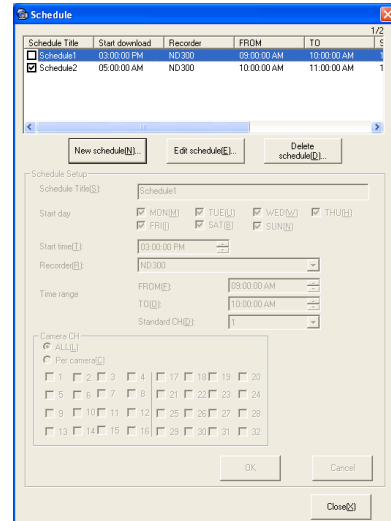 Schedule
1/2
Schedule Title Start download Recorder FROM TO S
Schedule1 03:00:00 PM ND300 09:00:00 AM 10:00:00 AM 1
Schedule2 05:00:00 AM ND300 10:00:00 AM 11:00:00 AM 1
New schedule(N)... Edit schedule(E)... Delete schedule(D)...
Schedule Setup
Schedule Title(S): Schedule1
Start day MON(M) TUE(U) WED(W) THU(H)
FRI(I) SAT(B) SUN(N)
Start time(T): 03:00:00 PM
Recorder(R): ND300
Time range FROM(F): 09:00:00 AM
TO(O): 10:00:00 AM
Standard CH(D): 1
Camera CH
ALL(L)
Per camera(C)
1 2 3 4 17 18 19 20
5 6 7 8 21 22 23 24
9 10 11 12 25 26 27 28
13 14 15 16 29 30 31 32
OK Cancel
Close(X)